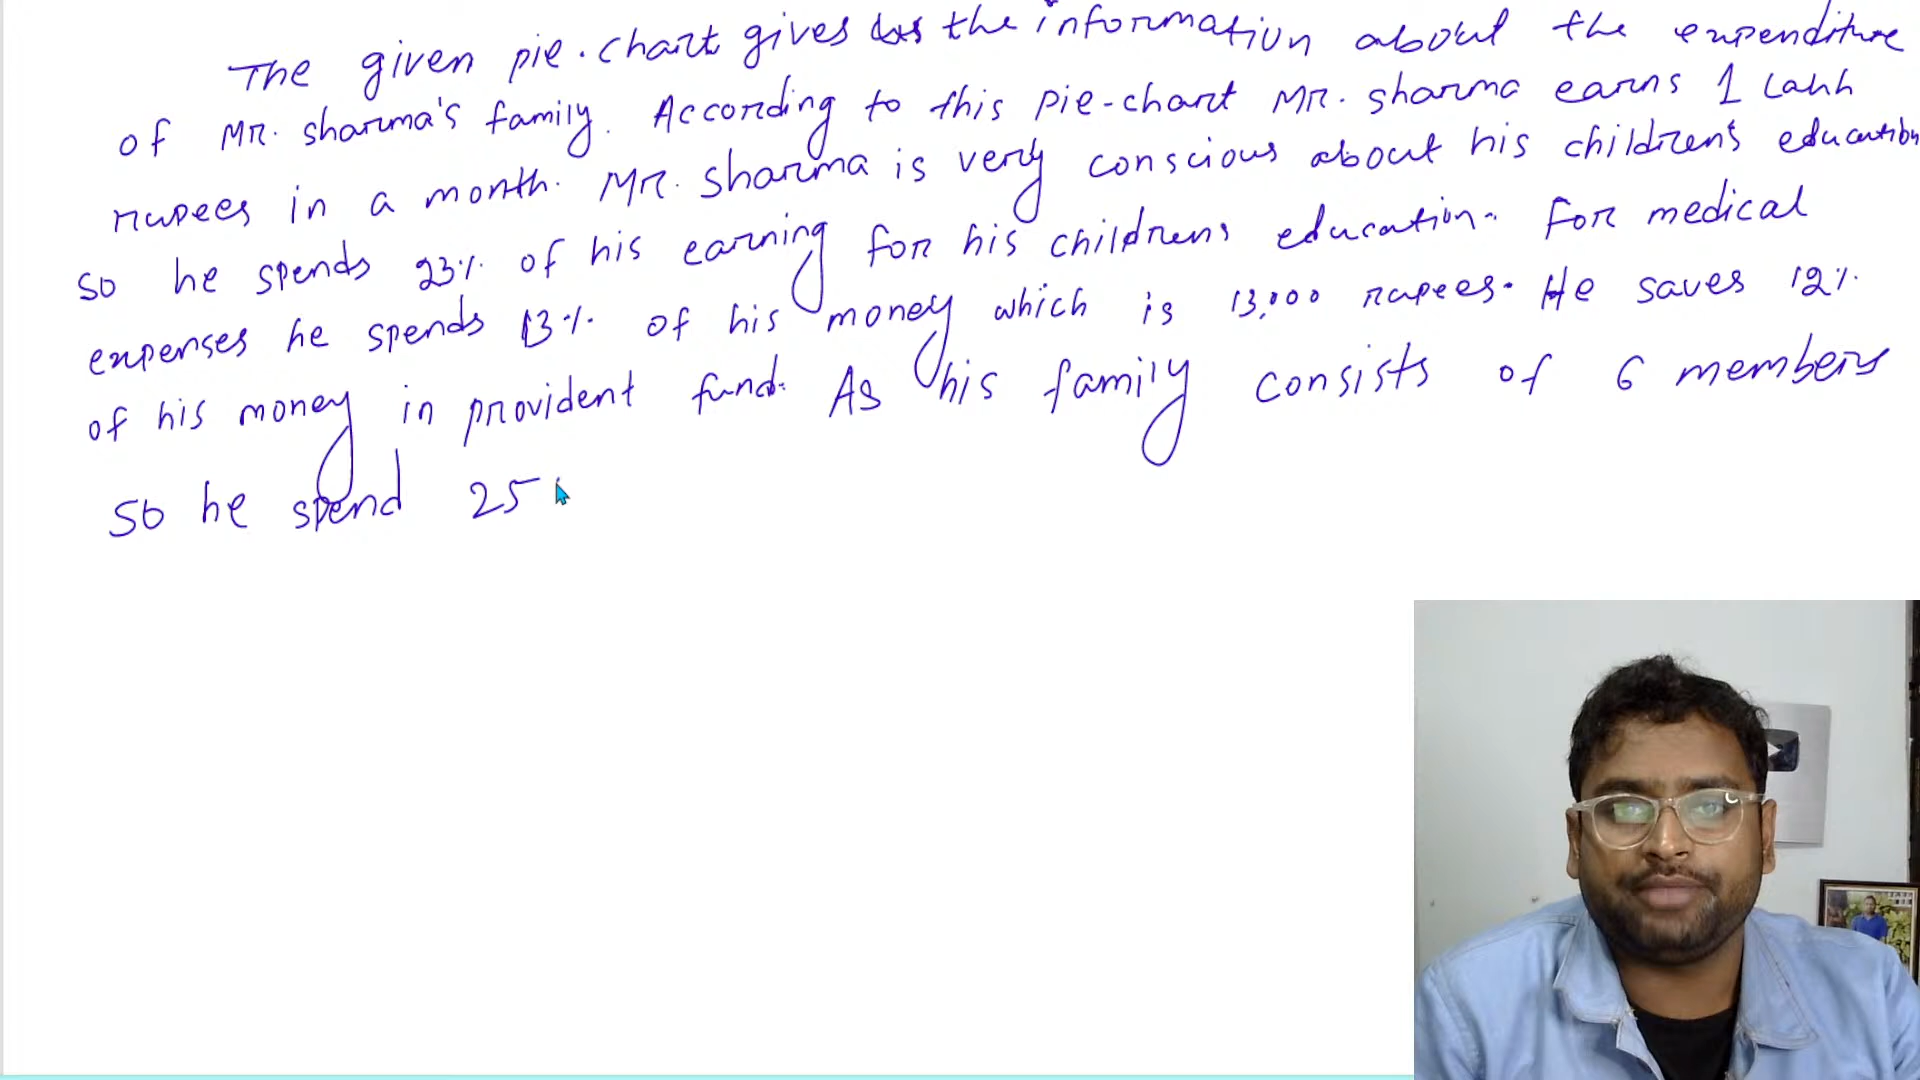 The given pie-chart gives us the information about the expenditure
of Mr. Sharma's family. According to this pie-chart Mr. Sharma earns 1 Lakh
rupees in a month. Mr. Sharma is very conscious about his children's education
so he spends 23% of his earning for his childrens education. For medical
expenses he spends 13% of his money which is 13,000 rupees. He saves 12%
of his money in provident fund. As his family consists of 6 members
so he spend 25